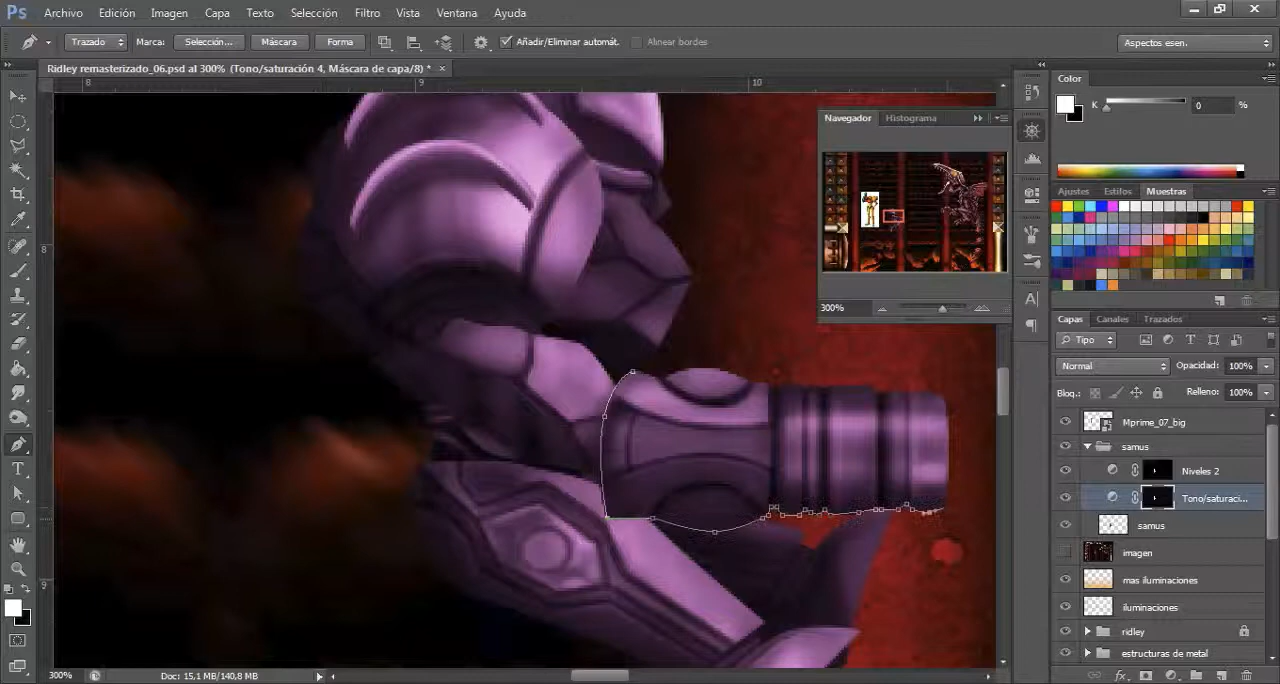 Ps Archivo Edición Imagen Capa Texto Selección Filtro Vista Ventana Ayuda
Trazado Marca: Selección... Máscara Forma Añadir/Eliminar automát. Alinear bordes Aspectos esen.
Ridley remasterizado_06.psd al 300% (Tono/saturación 4, Máscara de capa/8) *
8 9 10
8
9
Navegador Histograma
300%
Color
K 0 %
Ajustes Estilos Muestras
Capas Canales Trazados
Tipo
Normal Opacidad: 100%
Bloq.: Relleno: 100%
Mprime_07_big
samus
Niveles 2
Tono/saturaci...
samus
imagen
mas iluminaciones
iluminaciones
ridley
estructuras de metal
300% Doc: 15,1 MB/140,8 MB